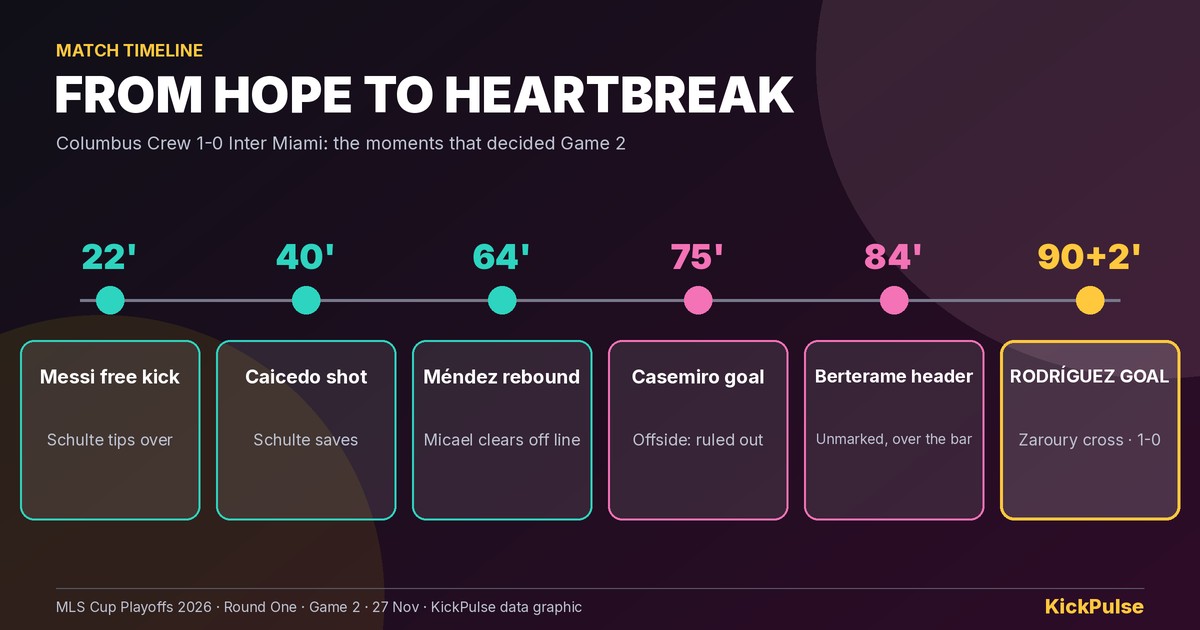 MATCH TIMELINE
FROM HOPE TO HEARTBREAK
Columbus Crew 1-0 Inter Miami: the moments that decided Game 2
22'
40'
64'
75'
84'
90+2'
Messi free kick
Schulte tips over
Caicedo shot
Schulte saves
Méndez rebound
Micael clears off line
Casemiro goal
Offside: ruled out
Berterame header
Unmarked, over the bar
RODRÍGUEZ GOAL
Zaroury cross · 1-0
MLS Cup Playoffs 2026 · Round One · Game 2 · 27 Nov · KickPulse data graphic
KickPulse